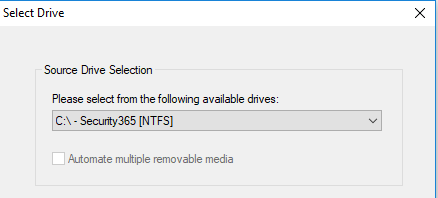 Select Drive
Source Drive Selection
Please select from the following available drives:
C:\ - Security365 [NTFS]
Automate multiple removable media